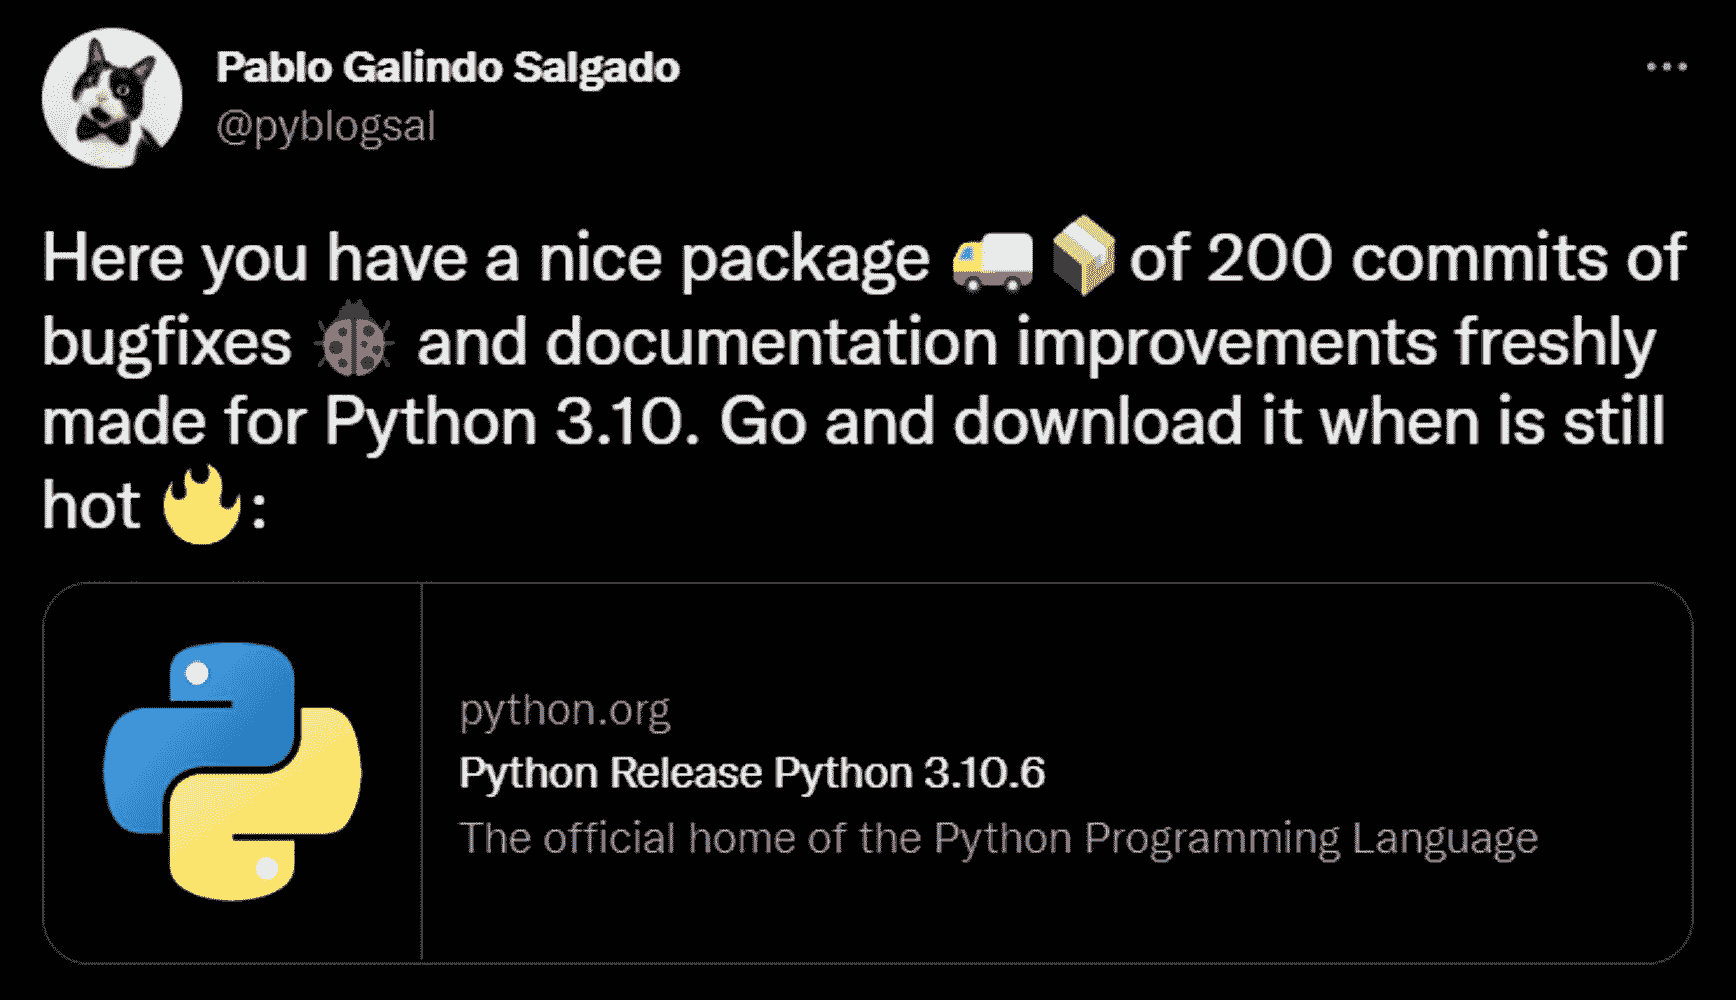 Pablo Galindo Salgado
@pyblogsal
Here you have a nice package 🚚 📦 of 200 commits of
bugfixes 🐞 and documentation improvements freshly
made for Python 3.10. Go and download it when is still
hot 🔥:
python.org
Python Release Python 3.10.6
The official home of the Python Programming Language